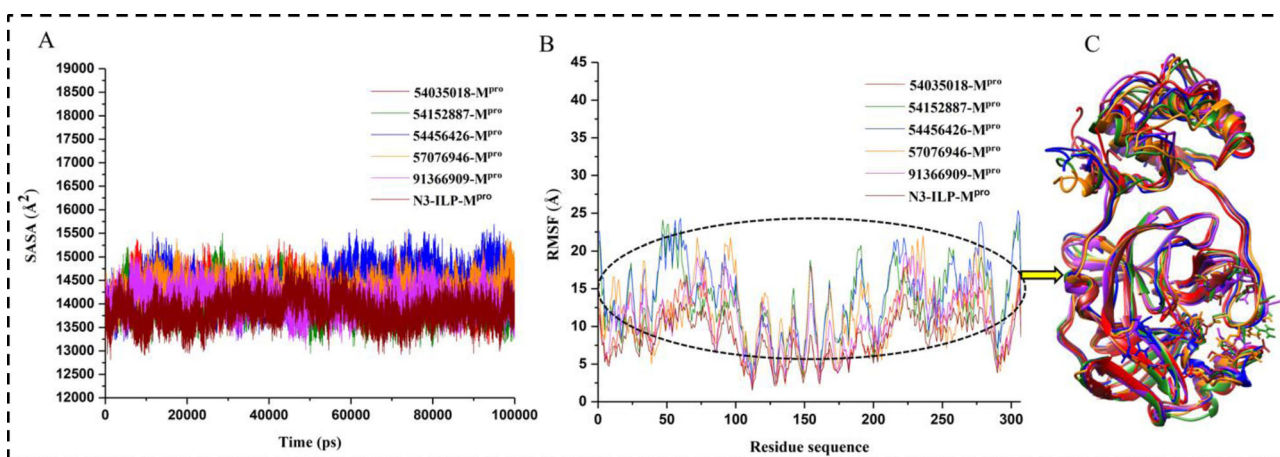 A
19000
18500
18000
17500
17000
16500
16000
15500
15000
14500
14000
13500
13000
12500
12000
SASA (Å²)
0
20000
40000
60000
80000
100000
Time (ps)
54035018-Mᵖʳᵒ
54152887-Mᵖʳᵒ
54456426-Mᵖʳᵒ
57076946-Mᵖʳᵒ
91366909-Mᵖʳᵒ
N3-ILP-Mᵖʳᵒ
B
45
40
35
30
25
20
15
10
5
0
RMSF (Å)
0
50
100
150
200
250
300
Residue sequence
54035018-Mᵖʳᵒ
54152887-Mᵖʳᵒ
54456426-Mᵖʳᵒ
57076946-Mᵖʳᵒ
91366909-Mᵖʳᵒ
N3-ILP-Mᵖʳᵒ
C